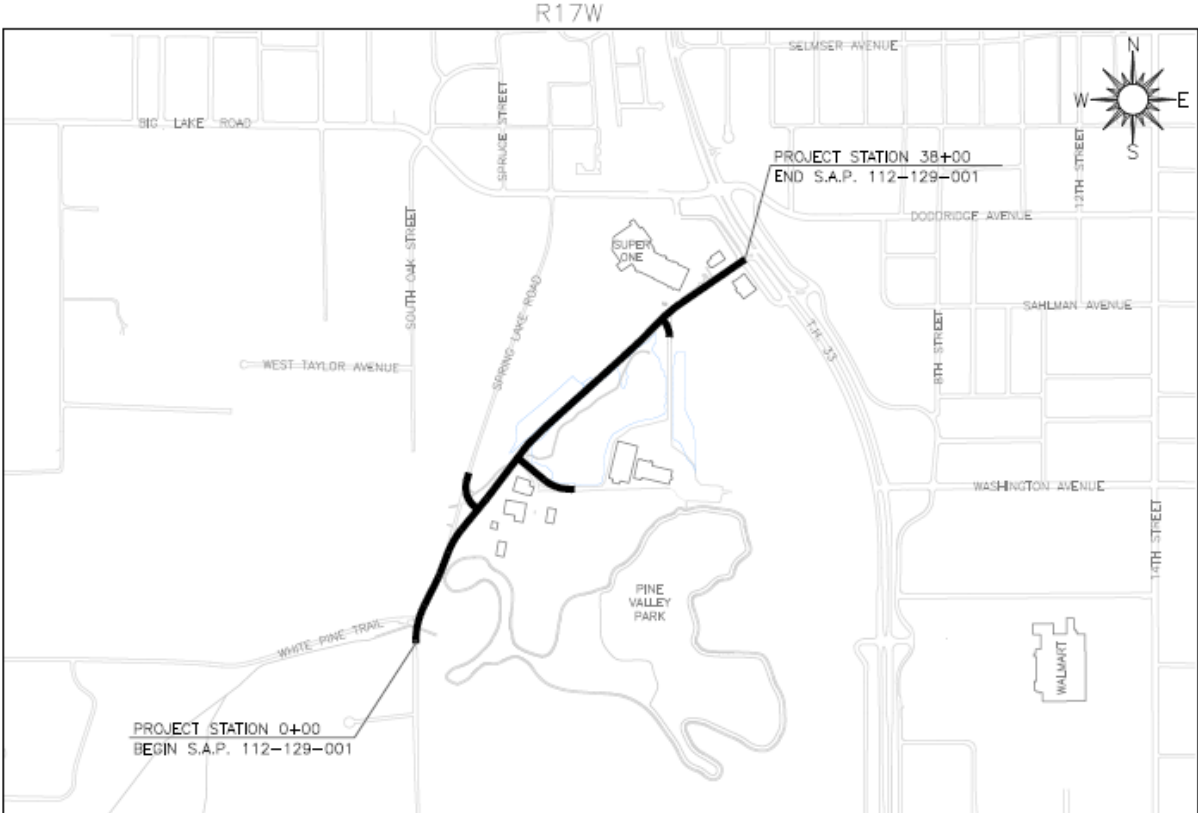 R17W
SELMSER AVENUE
N
W
E
S
BIG LAKE ROAD
SPRUCE STREET
12TH STREET
PROJECT STATION 38+00
END S.A.P. 112-129-001
SOUTH OAK STREET
DODDRIDGE AVENUE
SUPER
ONE
SPRING LAKE ROAD
SAHLMAN AVENUE
T.H. 33
8TH STREET
WEST TAYLOR AVENUE
WASHINGTON AVENUE
14TH STREET
PINE
VALLEY
PARK
WHITE PINE TRAIL
WALMART
PROJECT STATION 0+00
BEGIN S.A.P. 112-129-001